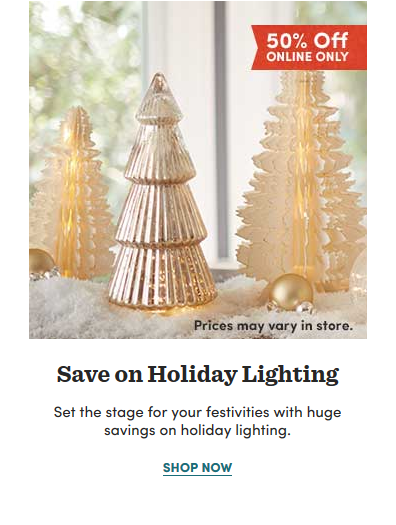 50% Off
ONLINE ONLY
Prices may vary in store.
Save on Holiday Lighting
Set the stage for your festivities with huge
savings on holiday lighting.
SHOP NOW